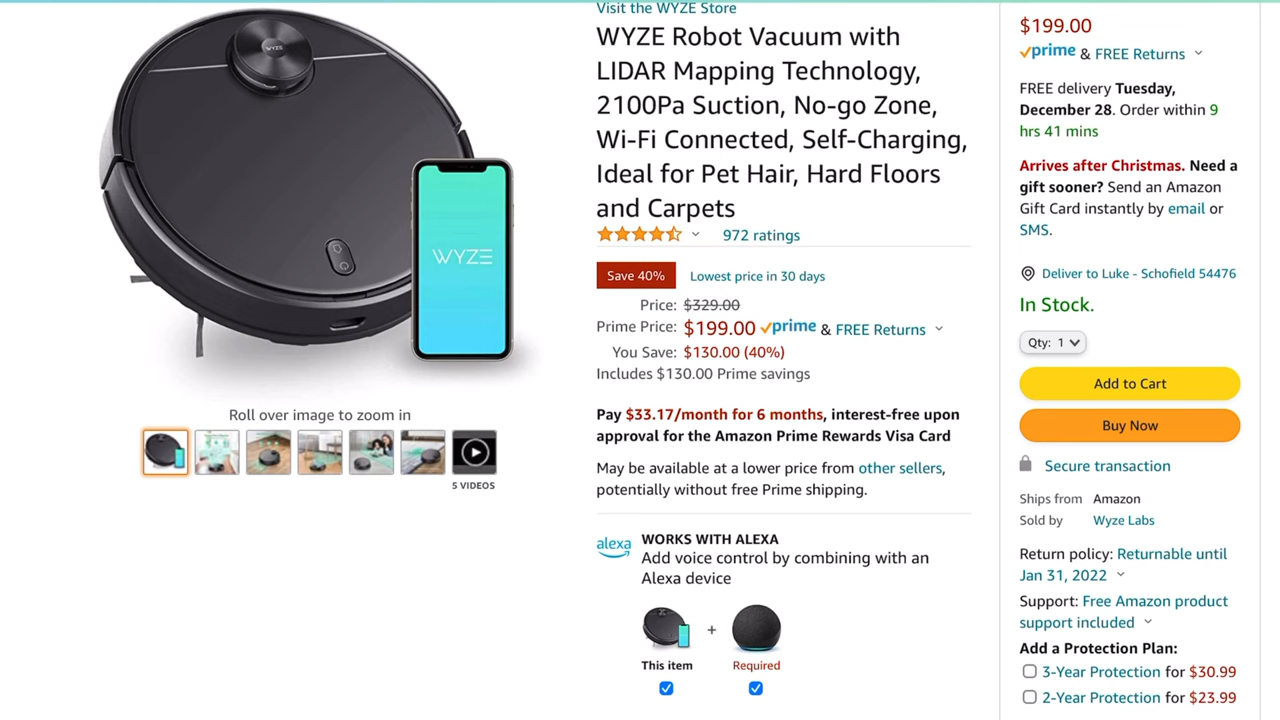 Visit the WYZE Store
WYZE Robot Vacuum with
LIDAR Mapping Technology,
2100Pa Suction, No-go Zone,
Wi-Fi Connected, Self-Charging,
Ideal for Pet Hair, Hard Floors
and Carpets
972 ratings
Save 40% Lowest price in 30 days
Price: $329.00
Prime Price: $199.00 prime & FREE Returns
You Save: $130.00 (40%)
Includes $130.00 Prime savings
Pay $33.17/month for 6 months, interest-free upon
approval for the Amazon Prime Rewards Visa Card
May be available at a lower price from other sellers,
potentially without free Prime shipping.
alexa WORKS WITH ALEXA
Add voice control by combining with an
Alexa device
+
This item Required
WYZE
WYZE
Roll over image to zoom in
5 VIDEOS
$199.00
prime & FREE Returns
FREE delivery Tuesday,
December 28. Order within 9
hrs 41 mins
Arrives after Christmas. Need a
gift sooner? Send an Amazon
Gift Card instantly by email or
SMS.
Deliver to Luke - Schofield 54476
In Stock.
Qty: 1
Add to Cart
Buy Now
Secure transaction
Ships from Amazon
Sold by Wyze Labs
Return policy: Returnable until
Jan 31, 2022
Support: Free Amazon product
support included
Add a Protection Plan:
3-Year Protection for $30.99
2-Year Protection for $23.99